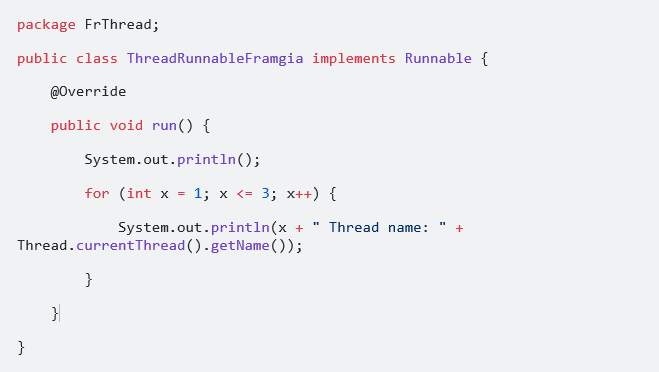 package FrThread;
public class ThreadRunnableFramgia implements Runnable {
    @Override
    public void run() {
        System.out.println();
        for (int x = 1; x <= 3; x++) {
            System.out.println(x + " Thread name: " +
Thread.currentThread().getName());
        }
    }
}